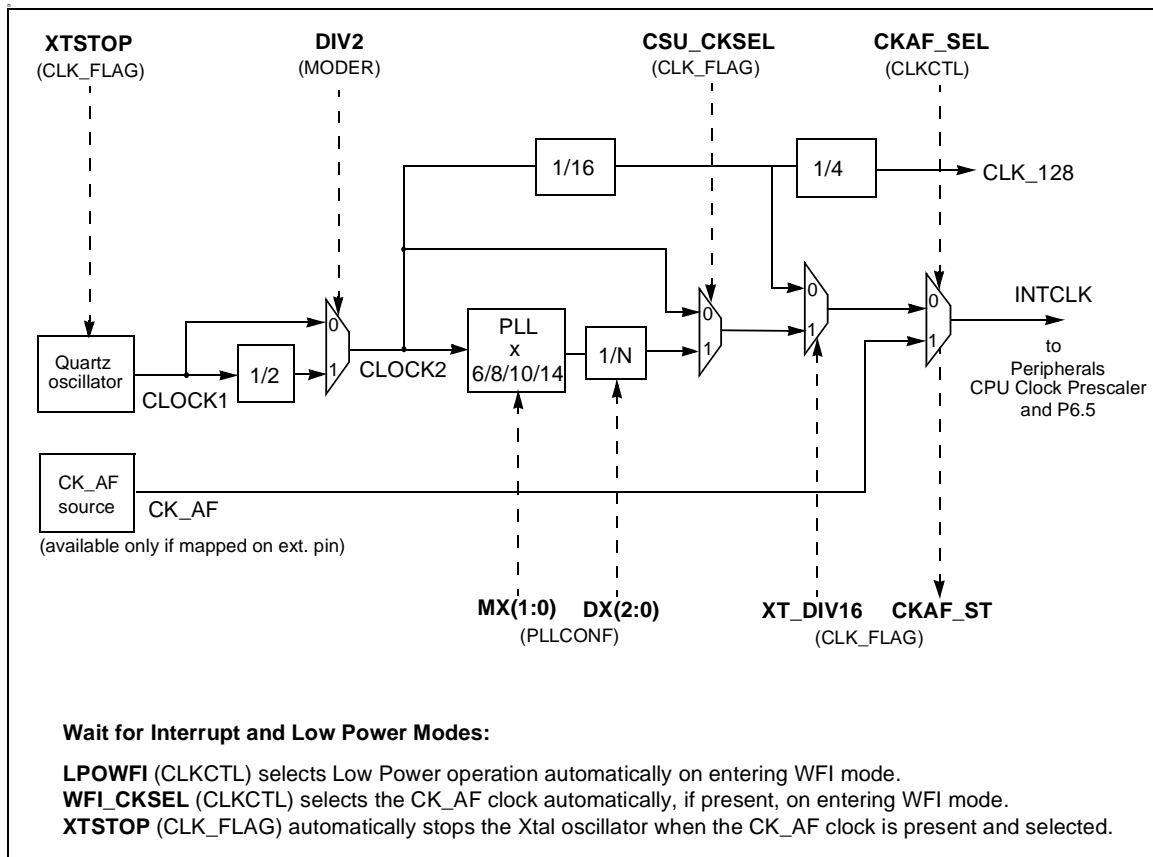 XTSTOP
(CLK_FLAG)
DIV2
(MODER)
CSU_CKSEL
(CLK_FLAG)
CKAF_SEL
(CLKCTL)
1/16
1/4
CLK_128
0
1
0
1
0
1
0
1
INTCLK
to
Peripherals
CPU Clock Prescaler
and P6.5
Quartz
oscillator
CLOCK1
1/2
CLOCK2
PLL
x
6/8/10/14
1/N
CK_AF
source
CK_AF
(available only if mapped on ext. pin)
MX(1:0)
DX(2:0)
(PLLCONF)
XT_DIV16
CKAF_ST
(CLK_FLAG)
Wait for Interrupt and Low Power Modes:
LPOWFI (CLKCTL) selects Low Power operation automatically on entering WFI mode.
WFI_CKSEL (CLKCTL) selects the CK_AF clock automatically, if present, on entering WFI mode.
XTSTOP (CLK_FLAG) automatically stops the Xtal oscillator when the CK_AF clock is present and selected.